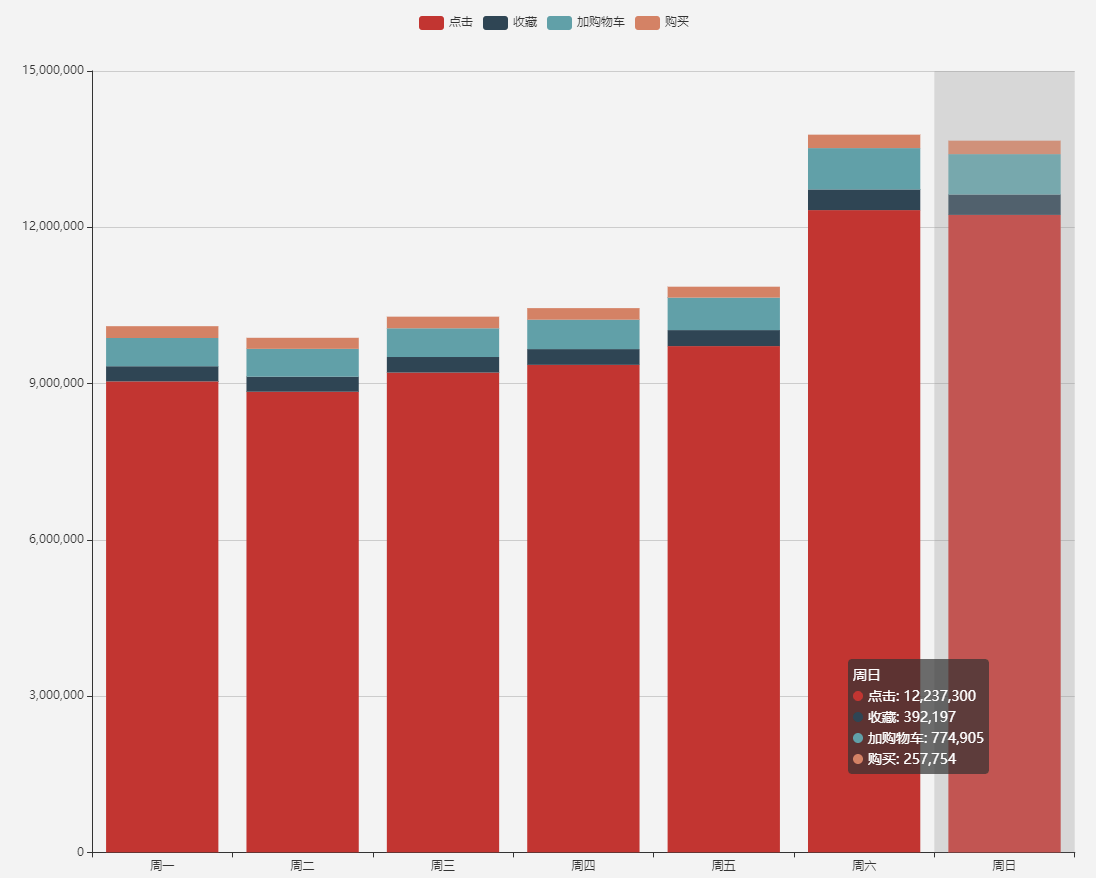 点击 收藏 加购物车 购买
15,000,000
12,000,000
9,000,000
6,000,000
3,000,000
0
周一 周二 周三 周四 周五 周六 周日
周日
点击: 12,237,300
收藏: 392,197
加购物车: 774,905
购买: 257,754